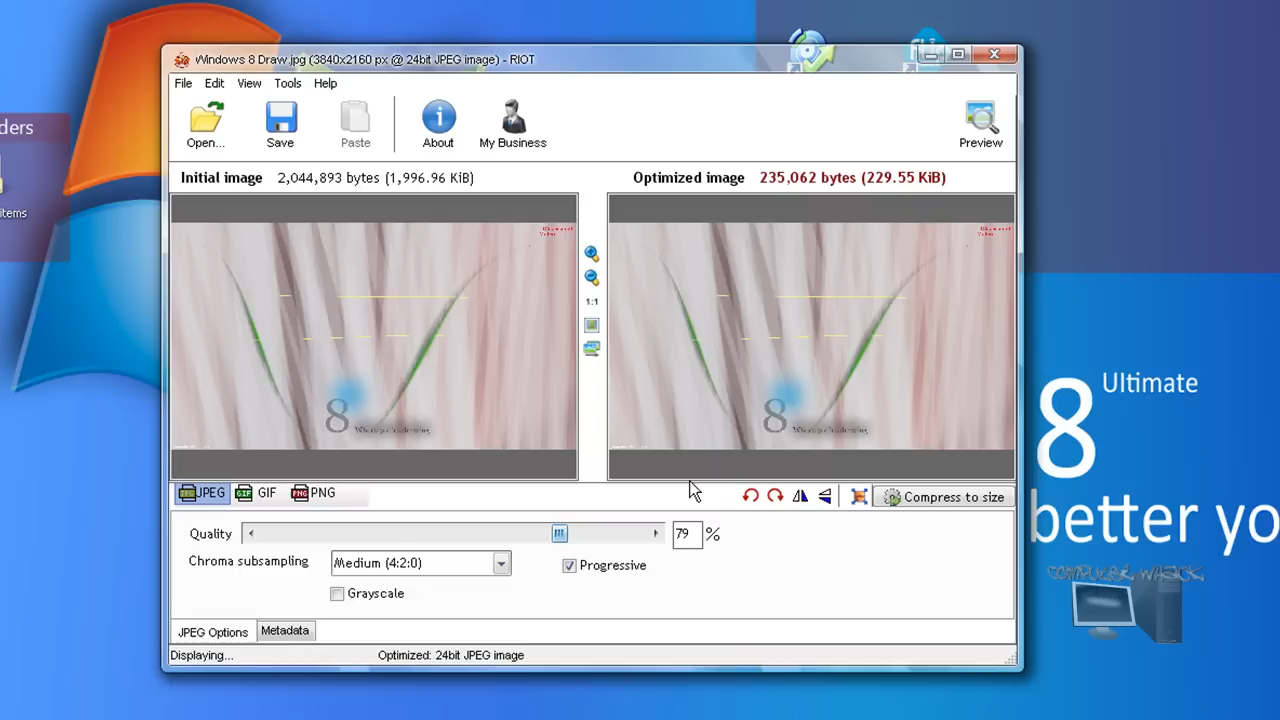 Windows 8 Draw.jpg (3840x2160 px @ 24bit JPEG image) - RIOT
File Edit View Tools Help
Open... Save Paste About My Business Preview
Initial image 2,044,893 bytes (1,996.96 KiB) Optimized image 235,062 bytes (229.55 KiB)
1:1
8
8
JPEG GIF PNG Compress to size
Quality 79 %
Chroma subsampling Medium (4:2:0) Progressive
Grayscale
JPEG Options Metadata
Displaying... Optimized: 24bit JPEG image
ders
items
8 Ultimate
better yo
COMPUTER WHACK